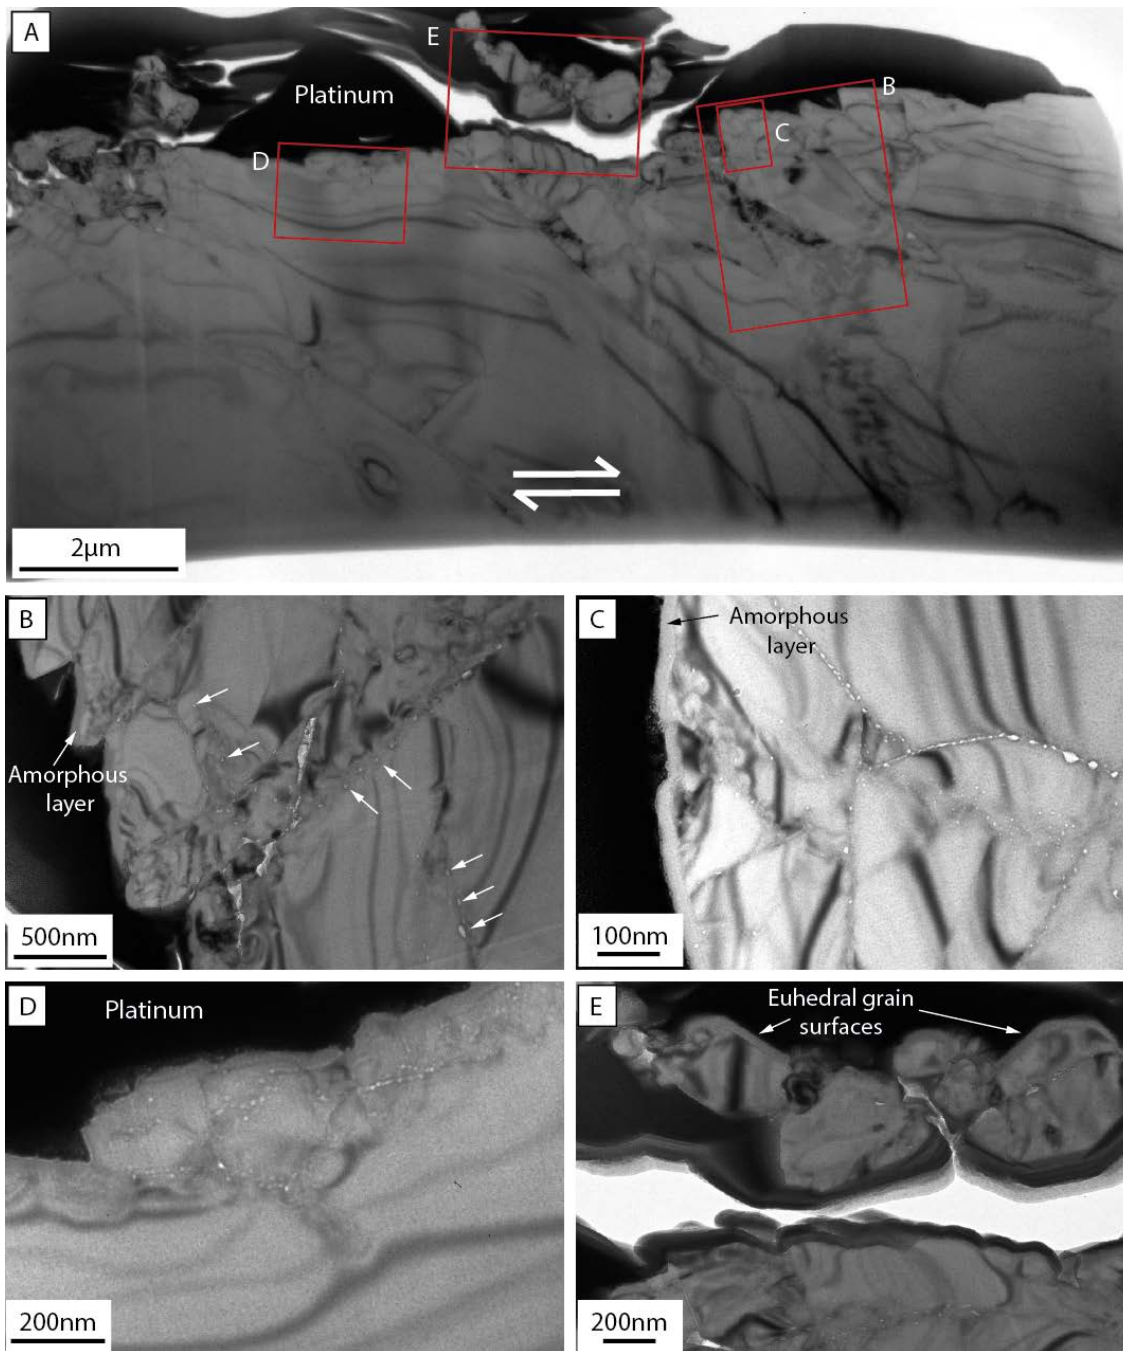 A
E
B
Platinum
C
D
2μm
B
Amorphous
layer
500nm
C
Amorphous
layer
100nm
D
Platinum
200nm
E
Euhedral grain
surfaces
200nm